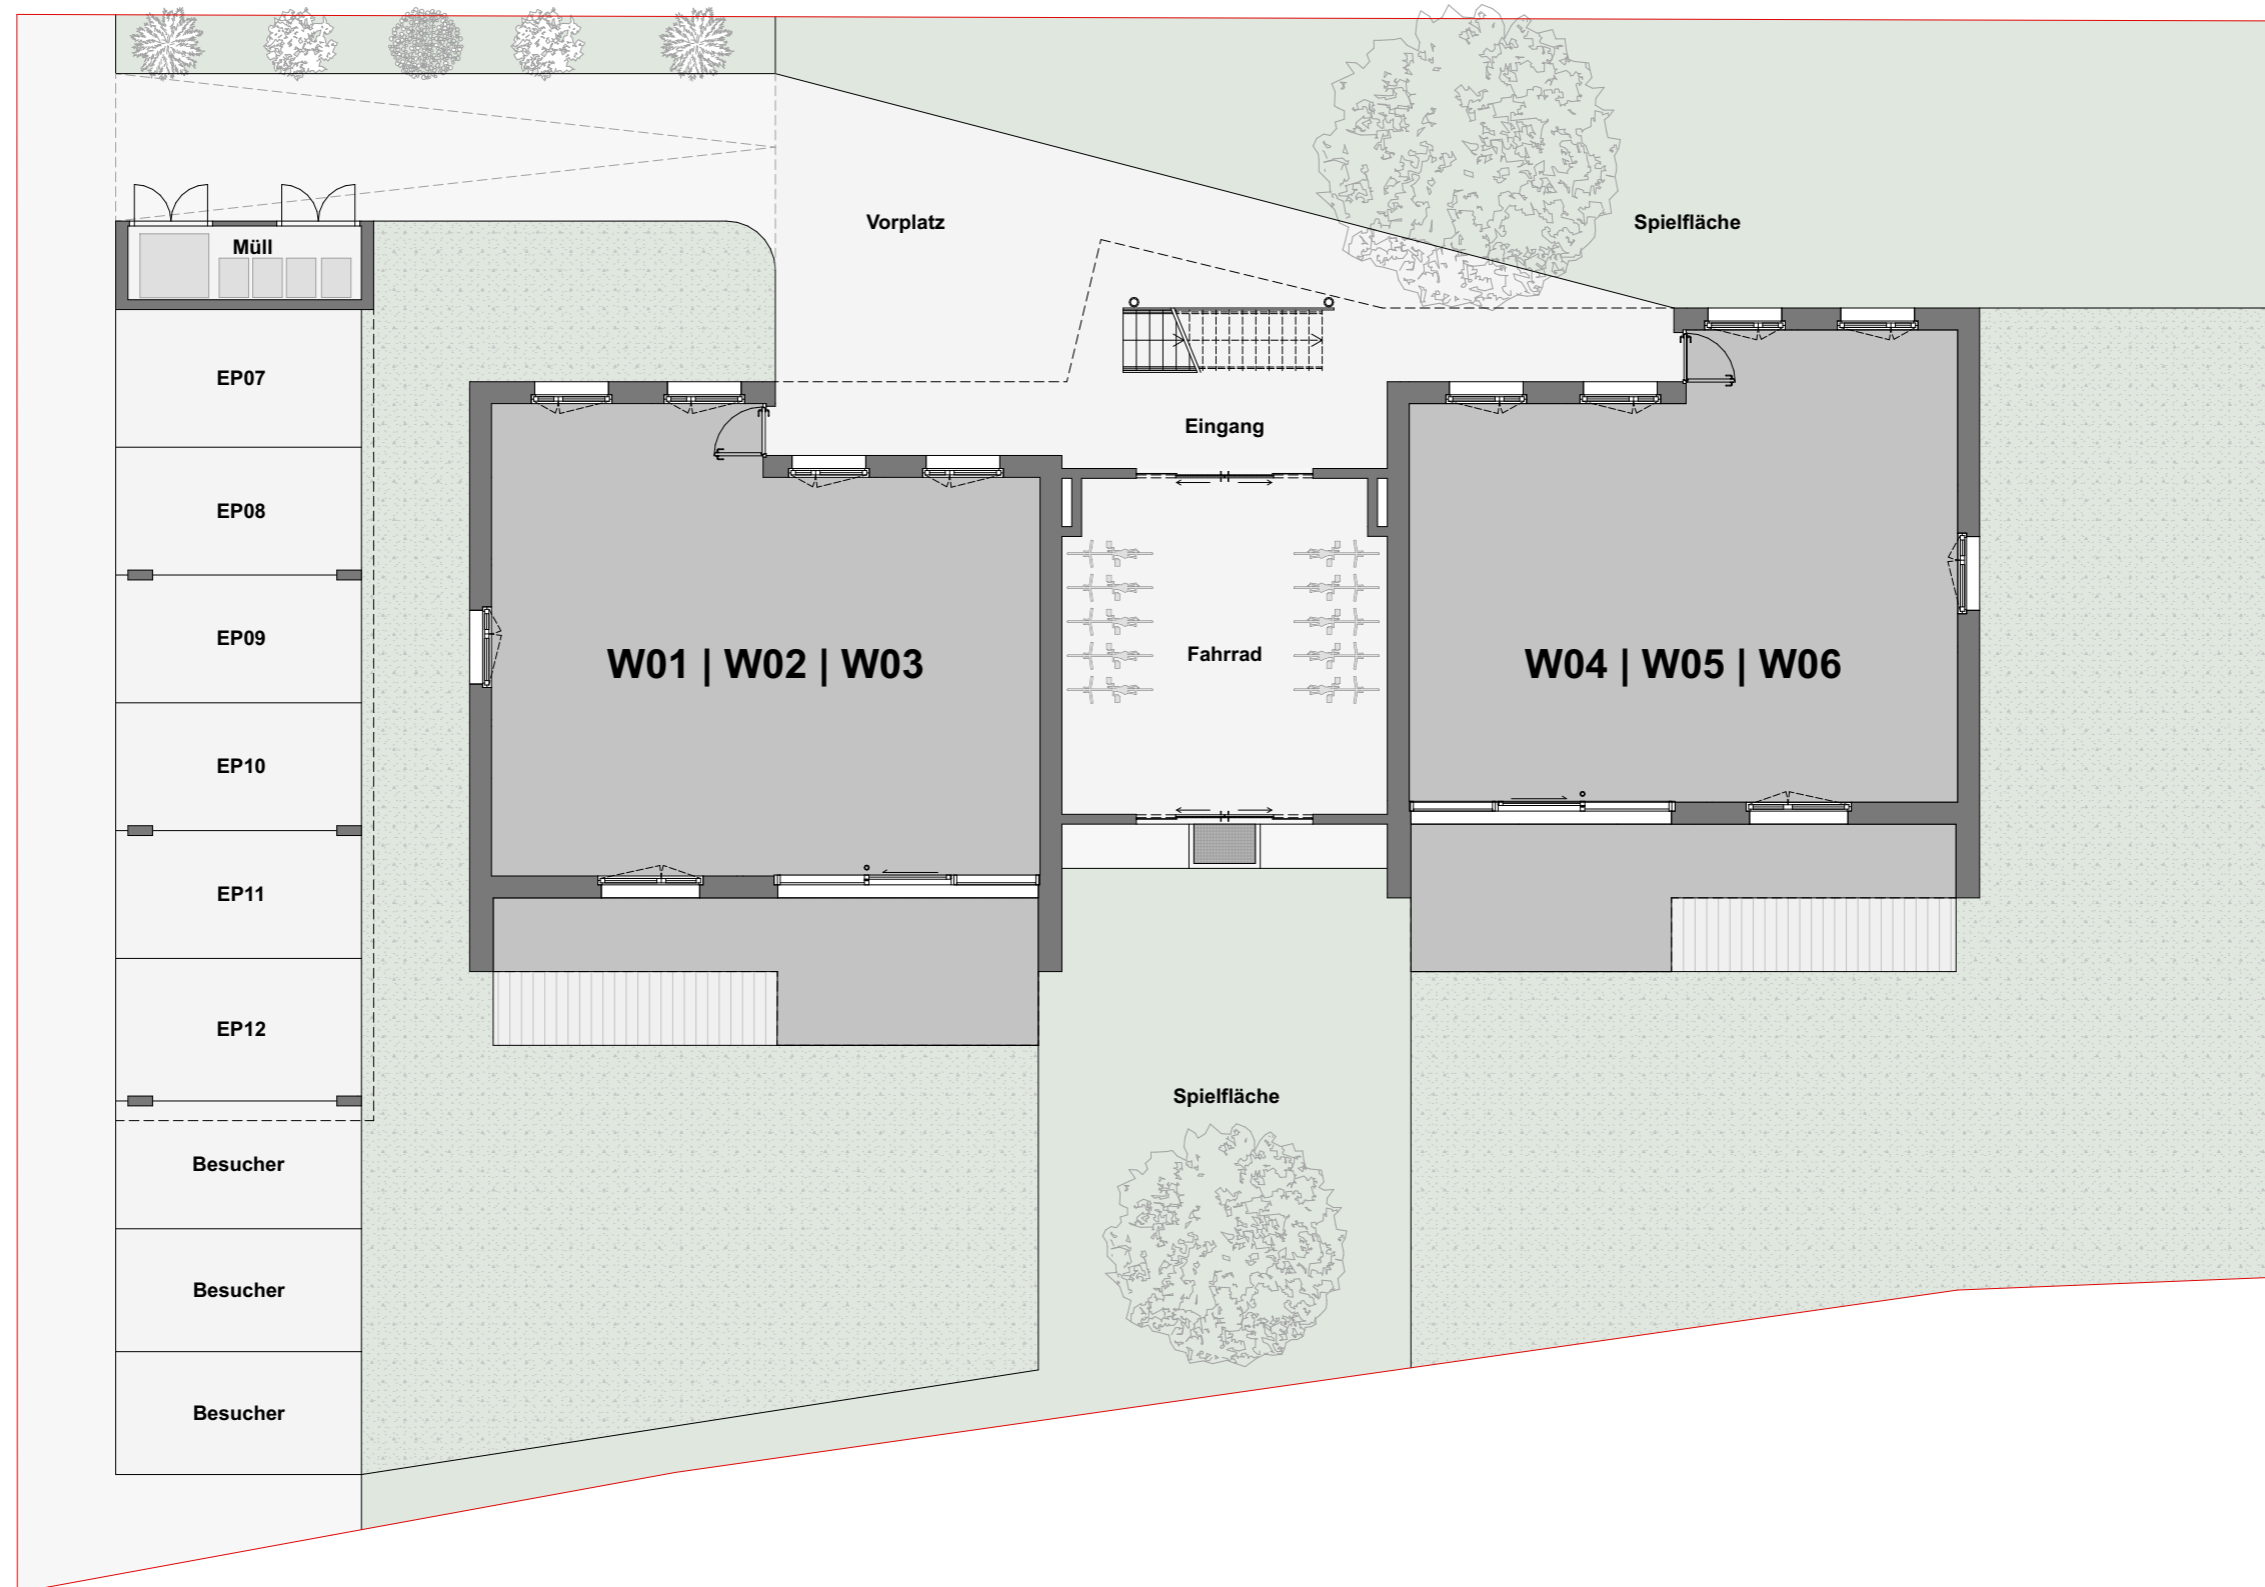 Müll
Vorplatz
Spielfläche
EP07
Eingang
EP08
EP09
W01 | W02 | W03
Fahrrad
W04 | W05 | W06
EP10
EP11
EP12
Spielfläche
Besucher
Besucher
Besucher